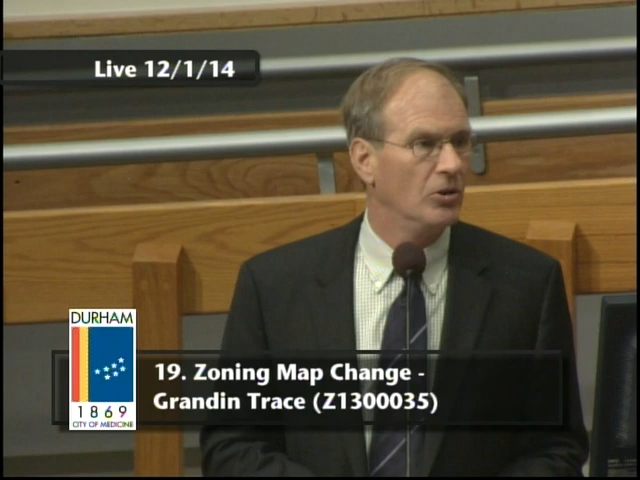 Live 12/1/14
DURHAM
1869
CITY OF MEDICINE
19. Zoning Map Change -
Grandin Trace (Z1300035)